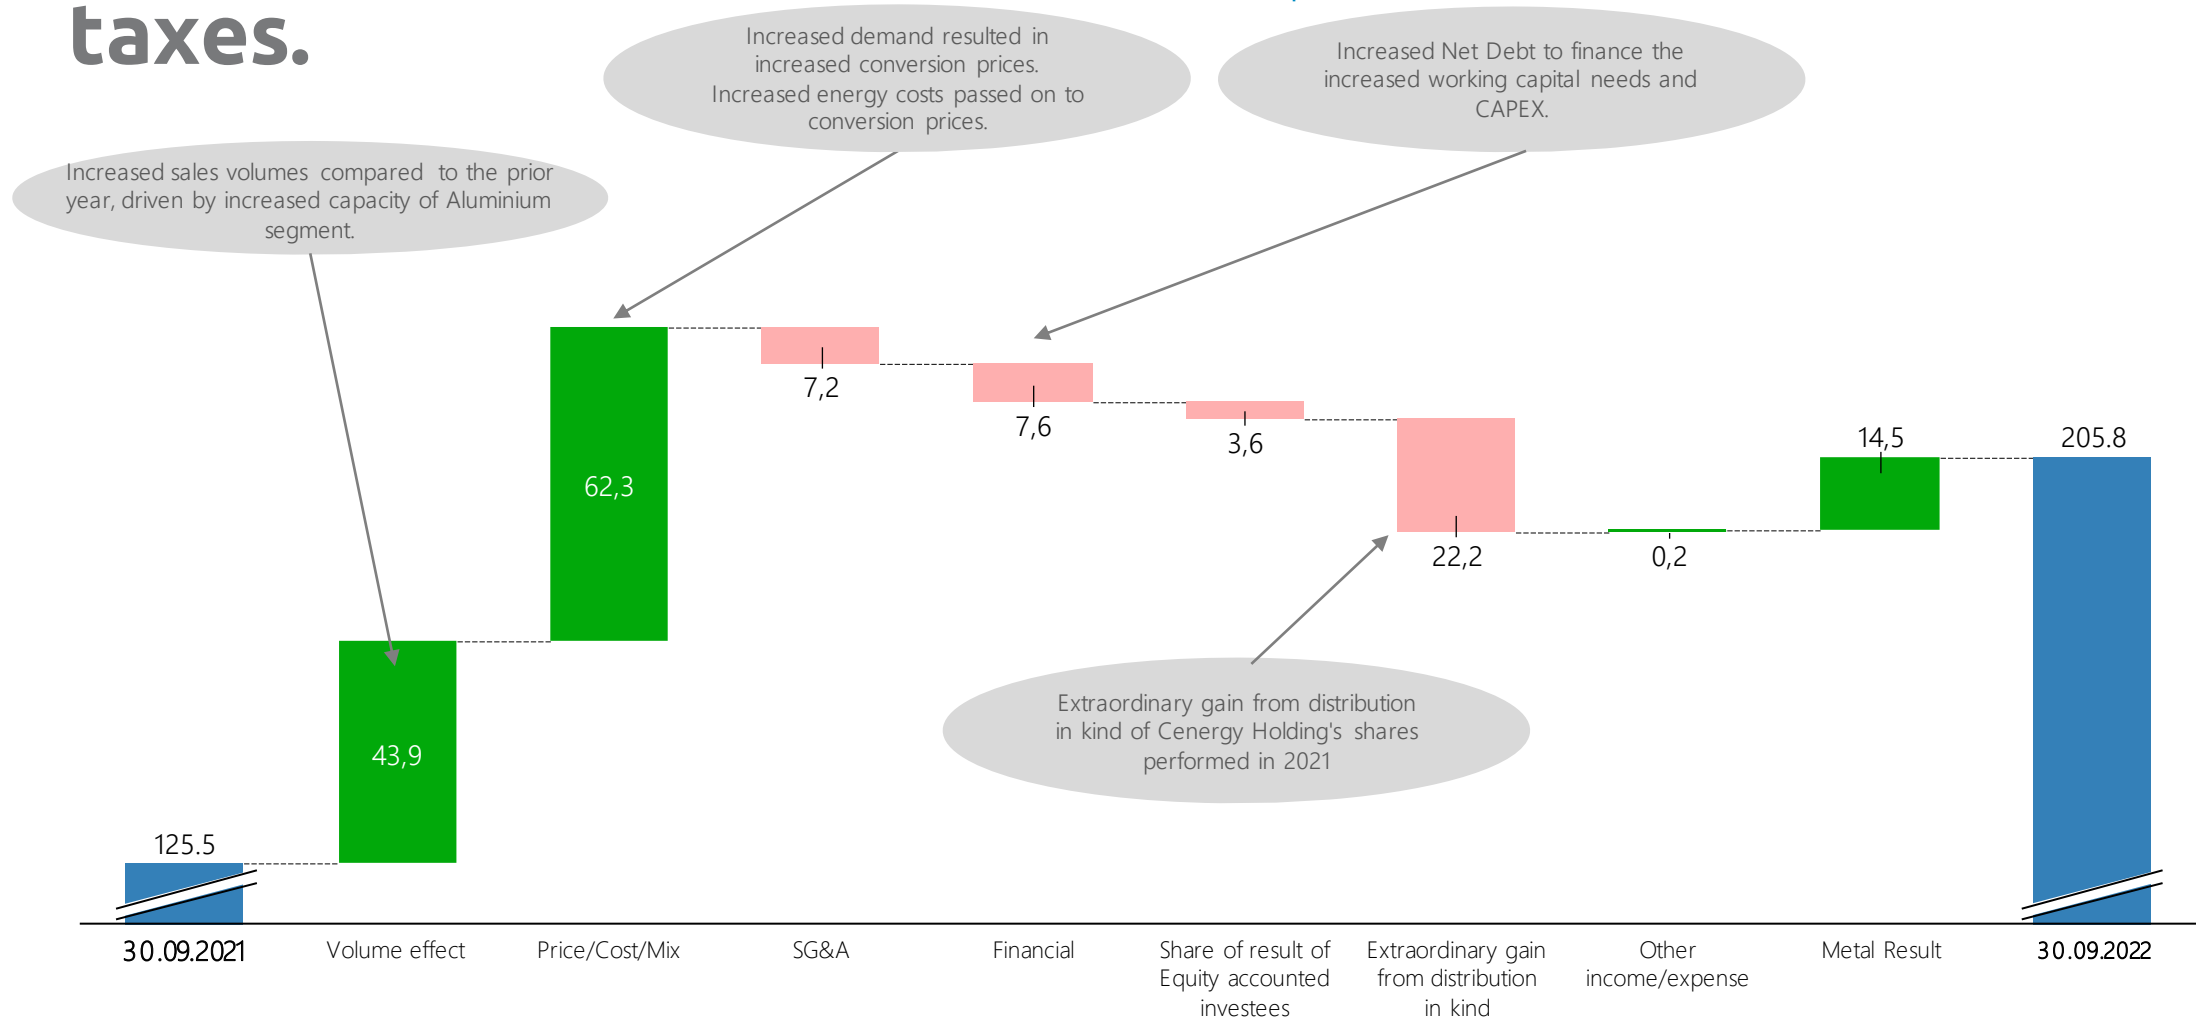 taxes.
Increased demand resulted in
increased conversion prices.
Increased energy costs passed on to
conversion prices.
Increased Net Debt to finance the
increased working capital needs and
CAPEX.
Increased sales volumes compared to the prior
year, driven by increased capacity of Aluminium
segment.
7,2
7,6
3,6
14,5
205.8
62,3
22,2
0,2
Extraordinary gain from distribution
in kind of Cenergy Holding's shares
performed in 2021
43,9
125.5
30.09.2021
Volume effect
Price/Cost/Mix
SG&A
Financial
Share of result of
Equity accounted
investees
Extraordinary gain
from distribution
in kind
Other
income/expense
Metal Result
30.09.2022